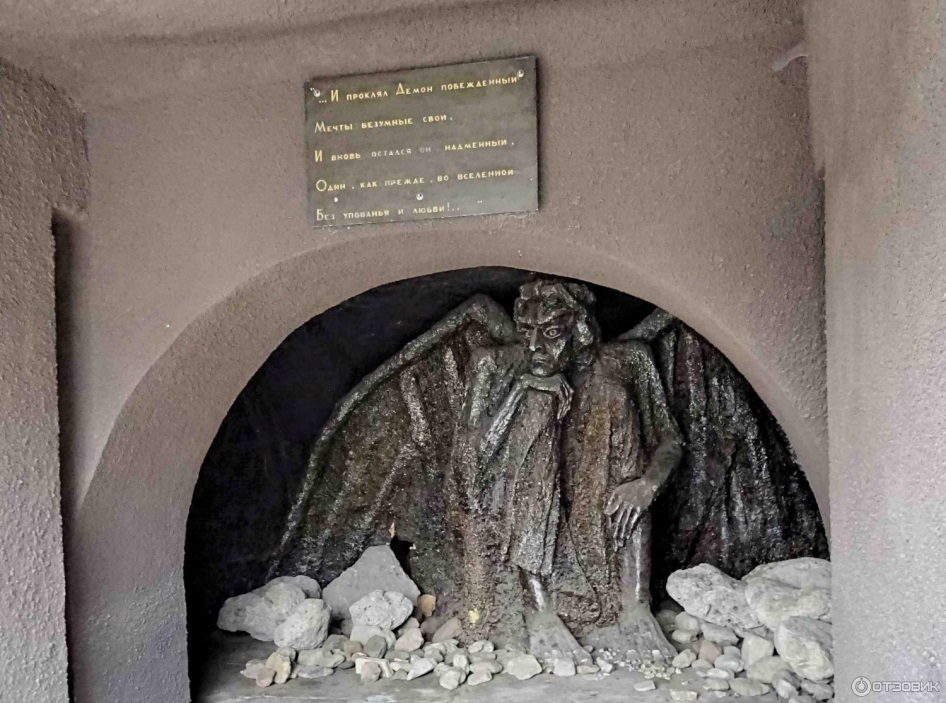 "...И проклял Демон побежденный
Мечты безумные свои,
И вновь остался он надменный,
Один, как прежде, во вселенной
Без упованья и любви!.. "
ОТЗОВИК